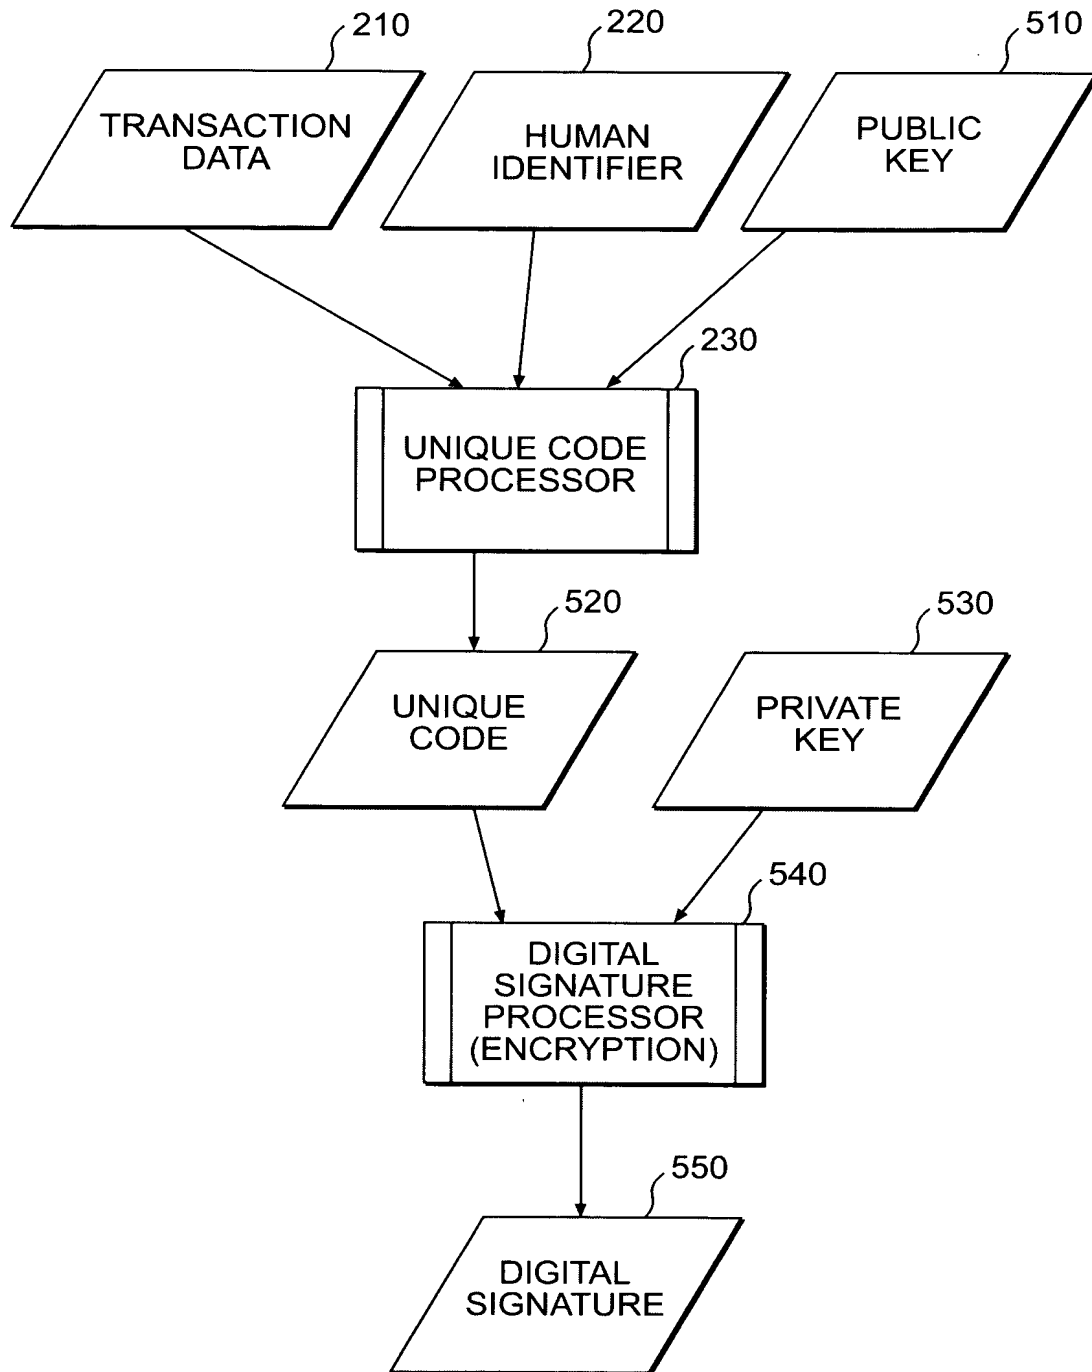 210
220
510
TRANSACTION
DATA
HUMAN
IDENTIFIER
PUBLIC
KEY
230
UNIQUE CODE
PROCESSOR
520
530
UNIQUE
CODE
PRIVATE
KEY
540
DIGITAL
SIGNATURE
PROCESSOR
(ENCRYPTION)
550
DIGITAL
SIGNATURE